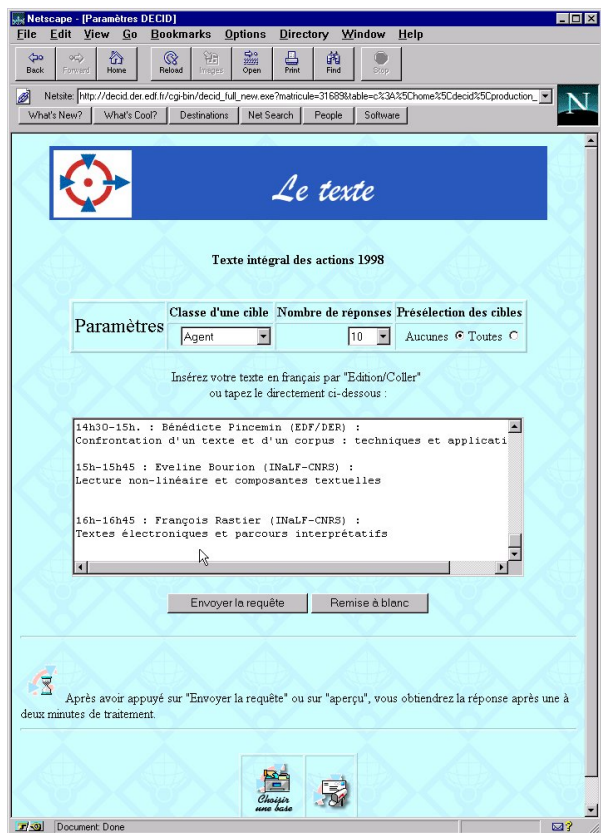 Netscape - [Paramètres DECID]
File Edit View Go Bookmarks Options Directory Window Help
Back Forward Home Reload Images Open Print Find Stop
Netsite: http://decid.der.edf.fr/cgi-bin/decid_full_new.exe?matricule=31689&table=c%3A%5Chome%5Cdecid%5Cproduction_
What's New? What's Cool? Destinations Net Search People Software
N
Le texte
Texte intégral des actions 1998
Paramètres
Classe d'une cible Nombre de réponses Présélection des cibles
Agent 10 Aucunes Toutes
Insérez votre texte en français par "Edition/Coller"
ou tapez le directement ci-dessous :
14h30-15h. : Bénédicte Pincemin (EDF/DER) :
Confrontation d'un texte et d'un corpus : techniques et applicati
15h-15h45 : Eveline Bourion (INaLF-CNRS) :
Lecture non-linéaire et composantes textuelles
16h-16h45 : François Rastier (INaLF-CNRS) :
Textes électroniques et parcours interprétatifs
Envoyer la requête Remise à blanc
Après avoir appuyé sur "Envoyer la requête" ou sur "aperçu", vous obtiendrez la réponse après une à
deux minutes de traitement.
Choisir
une base
Document: Done